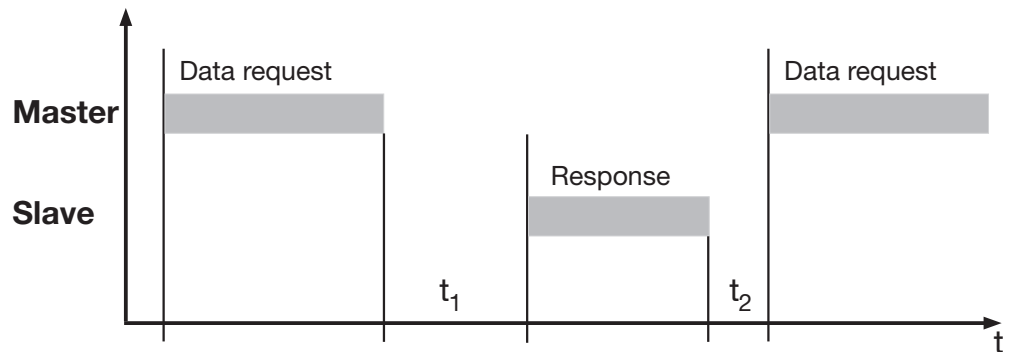 Data request
Data request
Master
Response
Slave
t₁
t₂
t